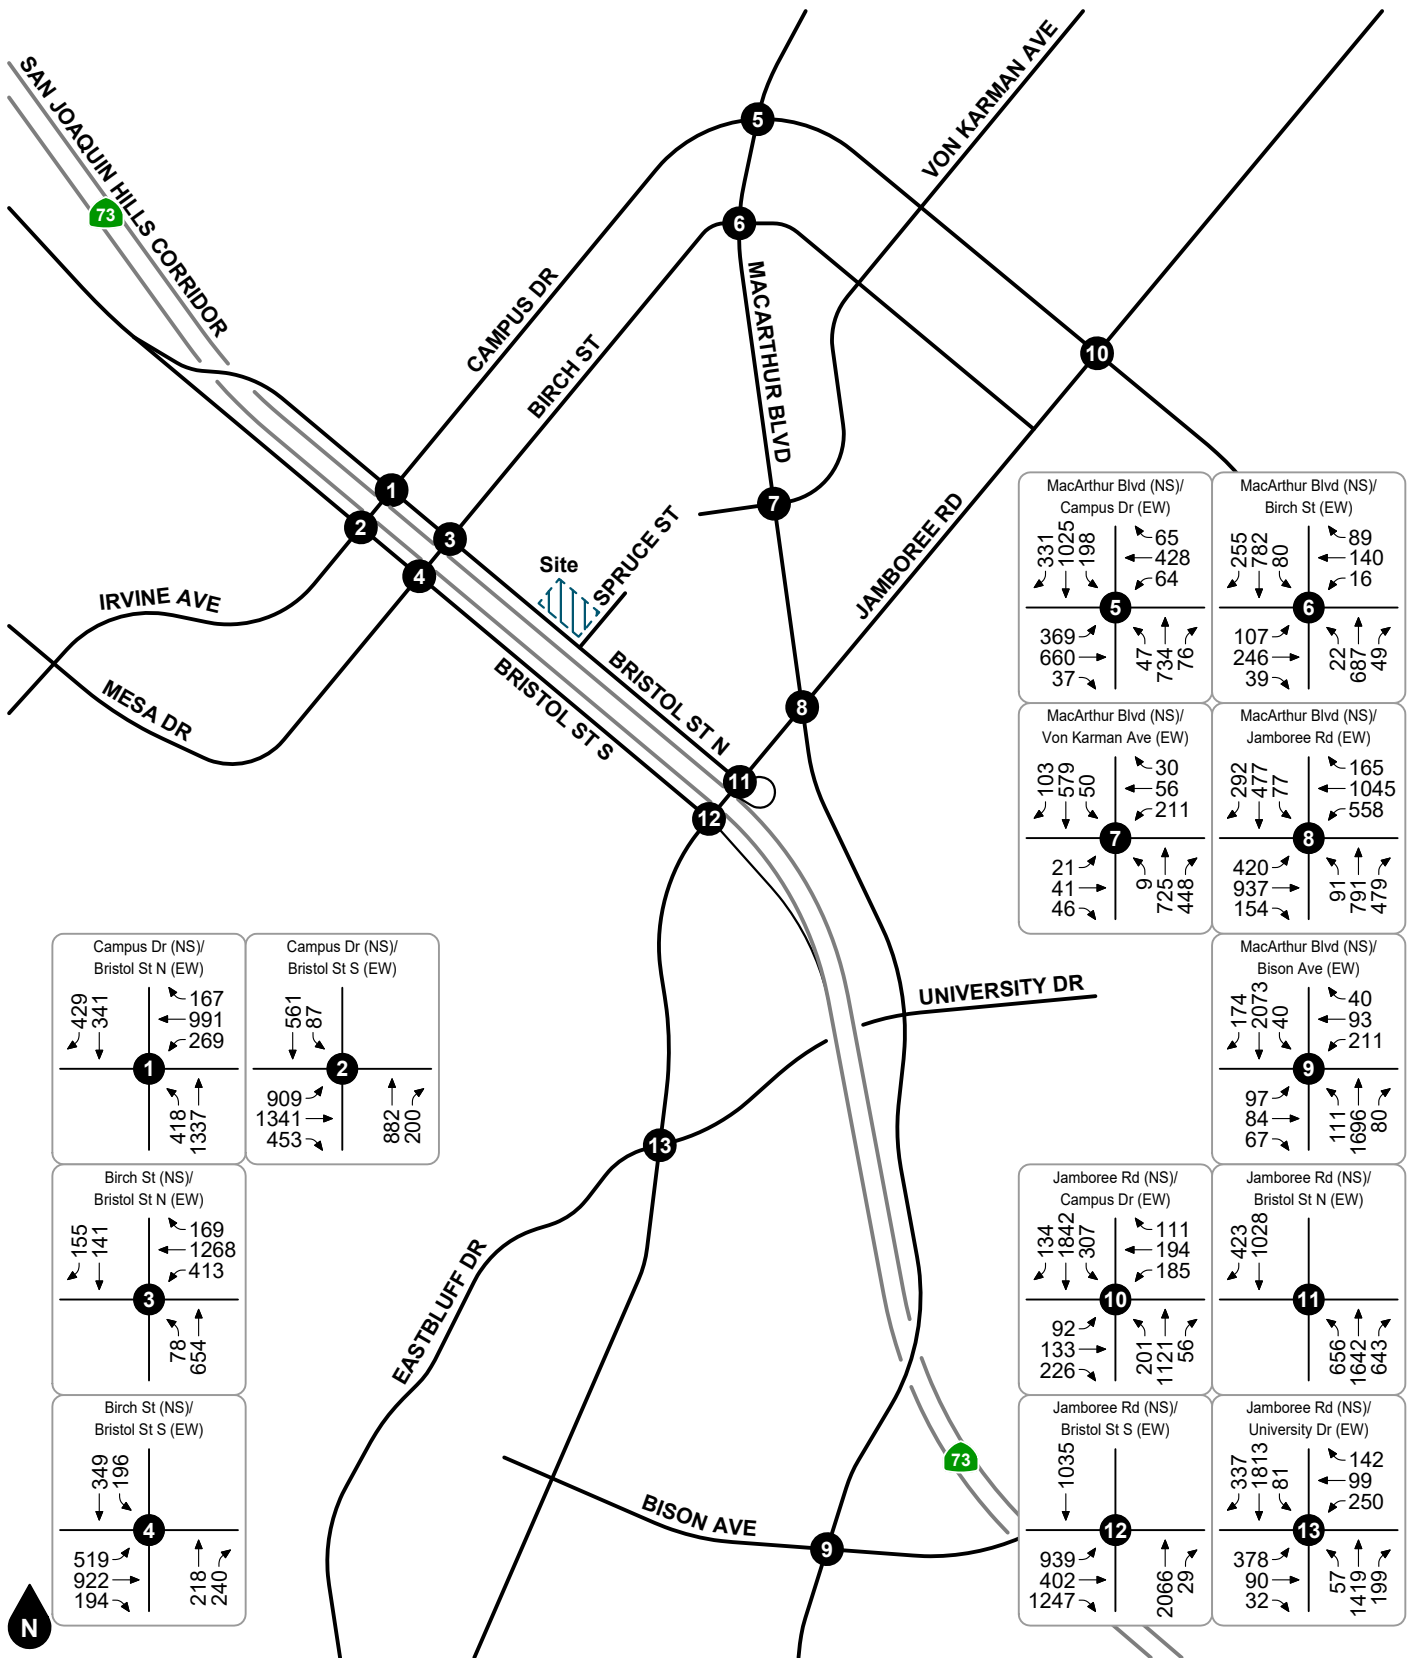 SAN JOAQUIN HILLS CORRIDOR
73
CAMPUS DR
BIRCH ST
MACARTHUR BLVD
VON KARMAN AVE
JAMBOREE RD
SPRUCE ST
Site
BRISTOL ST N
BRISTOL ST S
IRVINE AVE
MESA DR
UNIVERSITY DR
EASTBLUFF DR
BISON AVE
73
1
2
3
4
5
6
7
8
9
10
11
12
13
N
MacArthur Blvd (NS)/
Campus Dr (EW)
331 1025 198
65
428
64
5
369
660
37
47 734 76
MacArthur Blvd (NS)/
Birch St (EW)
255 782 80
89
140
16
6
107
246
39
22 687 49
MacArthur Blvd (NS)/
Von Karman Ave (EW)
103 579 50
30
56
211
7
21
41
46
9 725 448
MacArthur Blvd (NS)/
Jamboree Rd (EW)
292 477 77
165
1045
558
8
420
937
154
91 791 479
Campus Dr (NS)/
Bristol St N (EW)
429 341
167
991
269
1
418 1337
Campus Dr (NS)/
Bristol St S (EW)
561 87
2
909
1341
453
882 200
MacArthur Blvd (NS)/
Bison Ave (EW)
174 2073 40
40
93
211
9
97
84
67
111 1696 80
Birch St (NS)/
Bristol St N (EW)
155 141
169
1268
413
3
78 654
Jamboree Rd (NS)/
Campus Dr (EW)
134 1842 307
111
194
185
10
92
133
226
201 1121 56
Jamboree Rd (NS)/
Bristol St N (EW)
423 1028
11
656 1642 643
Birch St (NS)/
Bristol St S (EW)
349 196
4
519
922
194
218 240
Jamboree Rd (NS)/
Bristol St S (EW)
1035
12
939
402
1247
2066 29
Jamboree Rd (NS)/
University Dr (EW)
337 1813 81
142
99
250
13
378
90
32
57 1419 199